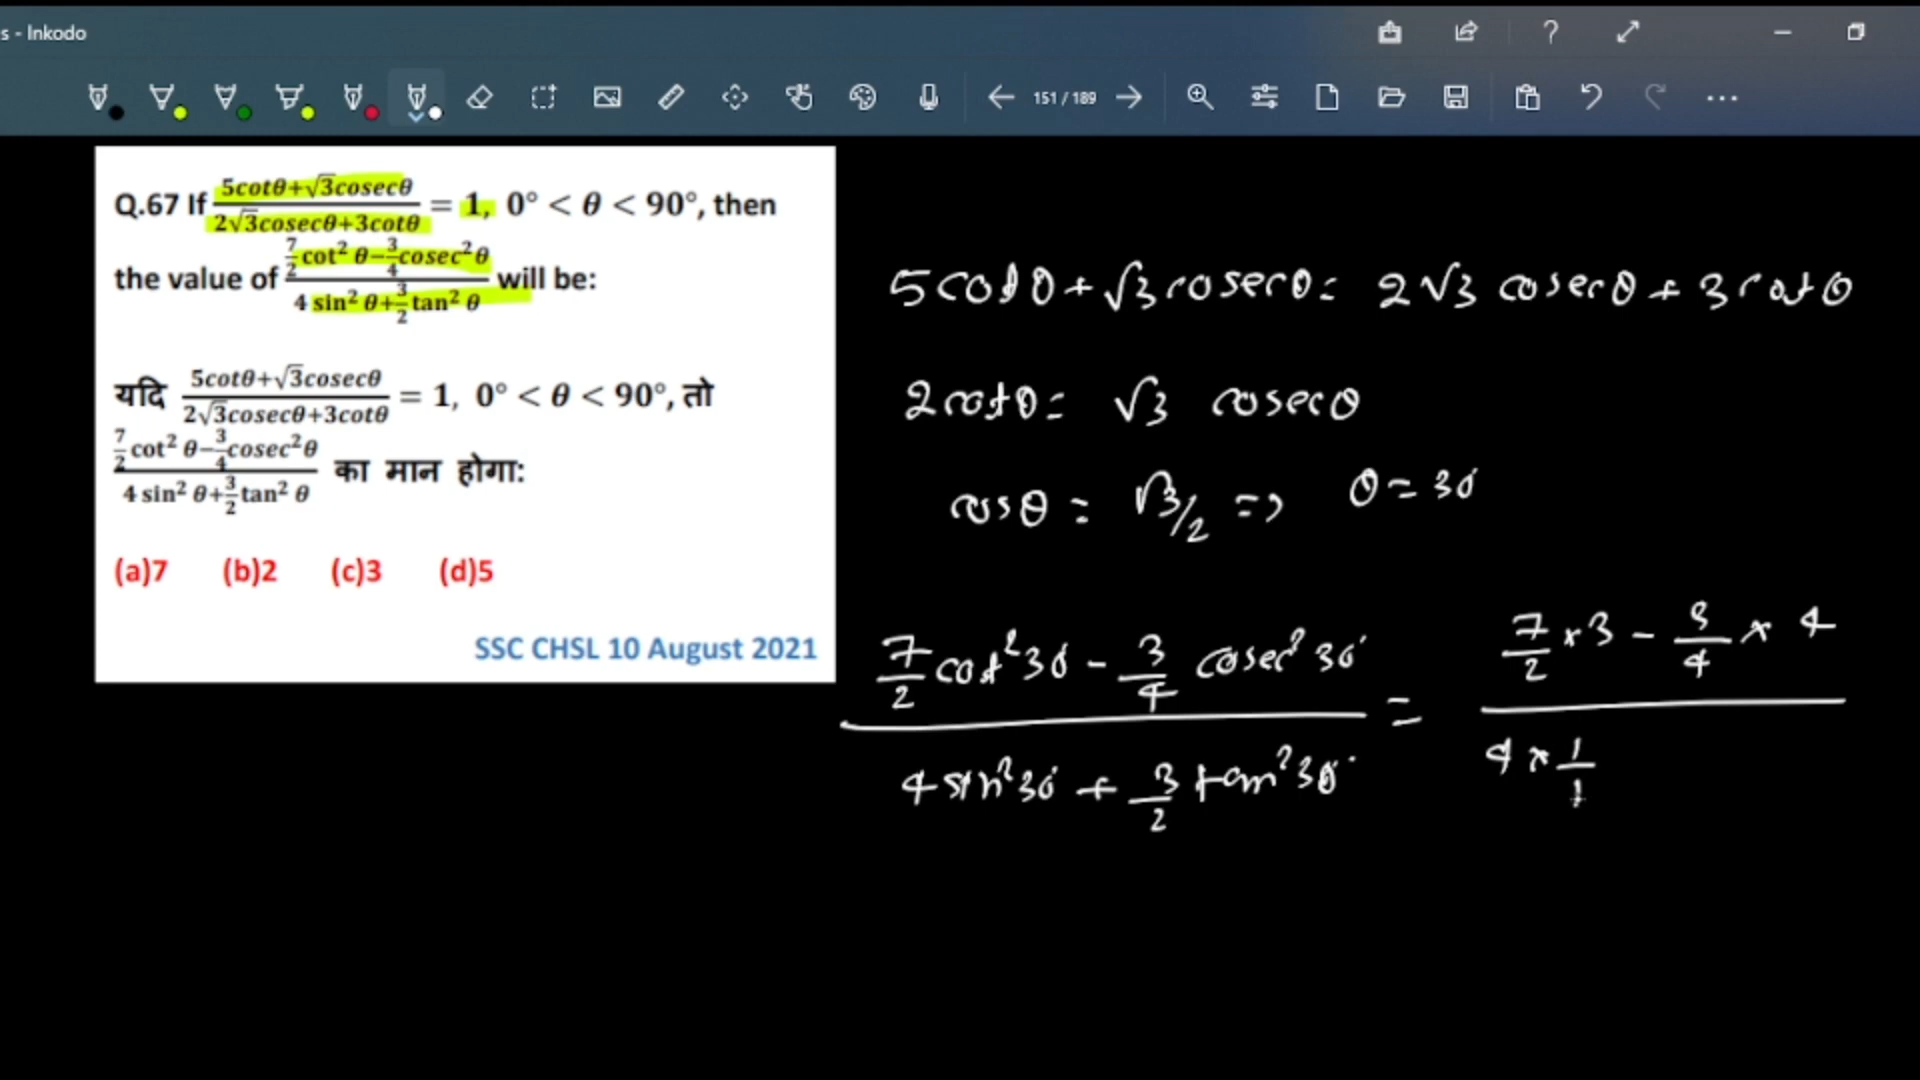 s - Inkodo
151 / 189
Q.67 If (5cotθ+√3cosecθ)/(2√3cosecθ+3cotθ) = 1, 0° < θ < 90°, then
the value of (7/2 cot² θ−3/4 cosec² θ)/(4 sin² θ+3/2 tan² θ) will be:
यदि (5cotθ+√3cosecθ)/(2√3cosecθ+3cotθ) = 1, 0° < θ < 90°, तो
(7/2 cot² θ−3/4 cosec² θ)/(4 sin² θ+3/2 tan² θ) का मान होगा:
(a)7 (b)2 (c)3 (d)5
SSC CHSL 10 August 2021
5cotθ + √3 cosecθ = 2√3 cosecθ + 3cotθ
2cotθ = √3 cosecθ
cosθ = √3/2 => θ = 30°
(7/2 cot²30° - 3/4 cosec²30°)/(4sin²30° + 3/2 tan²30°) = (7/2 × 3 - 3/4 × 4)/(4 × 1/